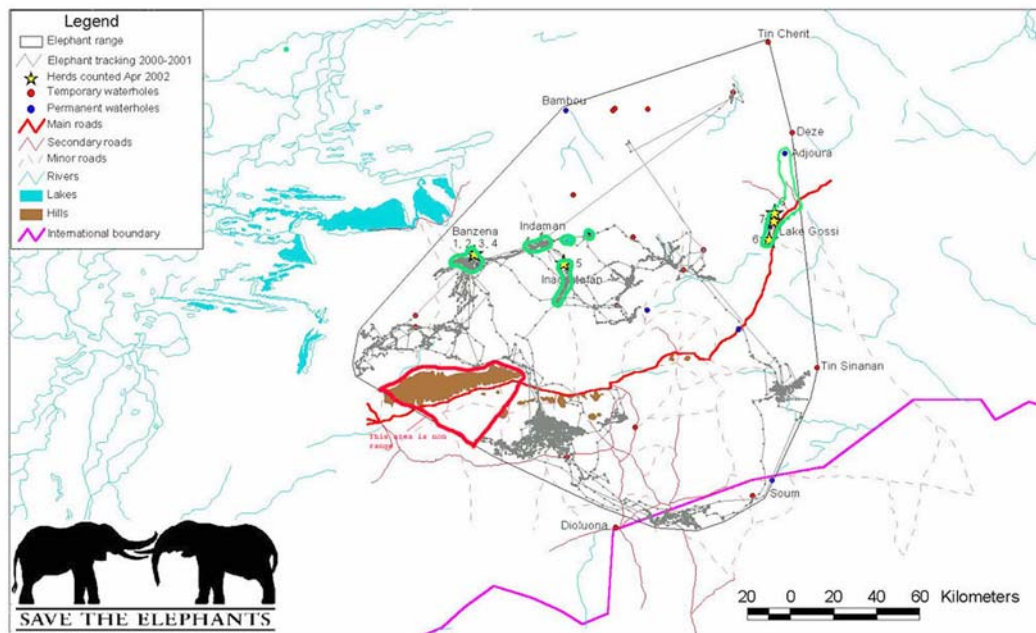 Legend
Elephant range
Elephant tracking 2000-2001
Herds counted Apr 2002
Temporary waterholes
Permanent waterholes
Main roads
Secondary roads
Minor roads
Rivers
Lakes
Hills
International boundary
Tin Chent
Bambou
Deze
Adjoura
7
Lake Gossi
6
Banzena
1, 2, 3, 4
Indaman
5
Tin Sinanan
This area is non
range
Soum
Dioluona
SAVE THE ELEPHANTS
20 0 20 40 60 Kilometers